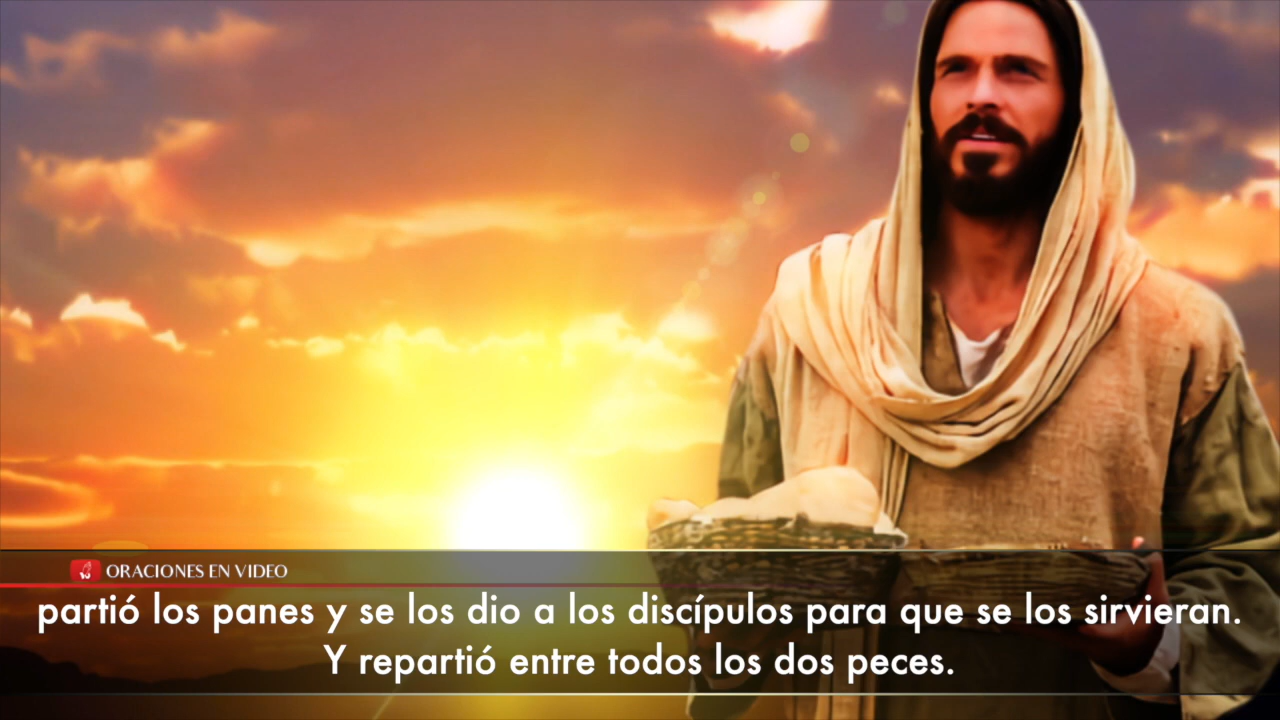 ORACIONES EN VIDEO
partió los panes y se los dio a los discípulos para que se los sirvieran.
Y repartió entre todos los dos peces.